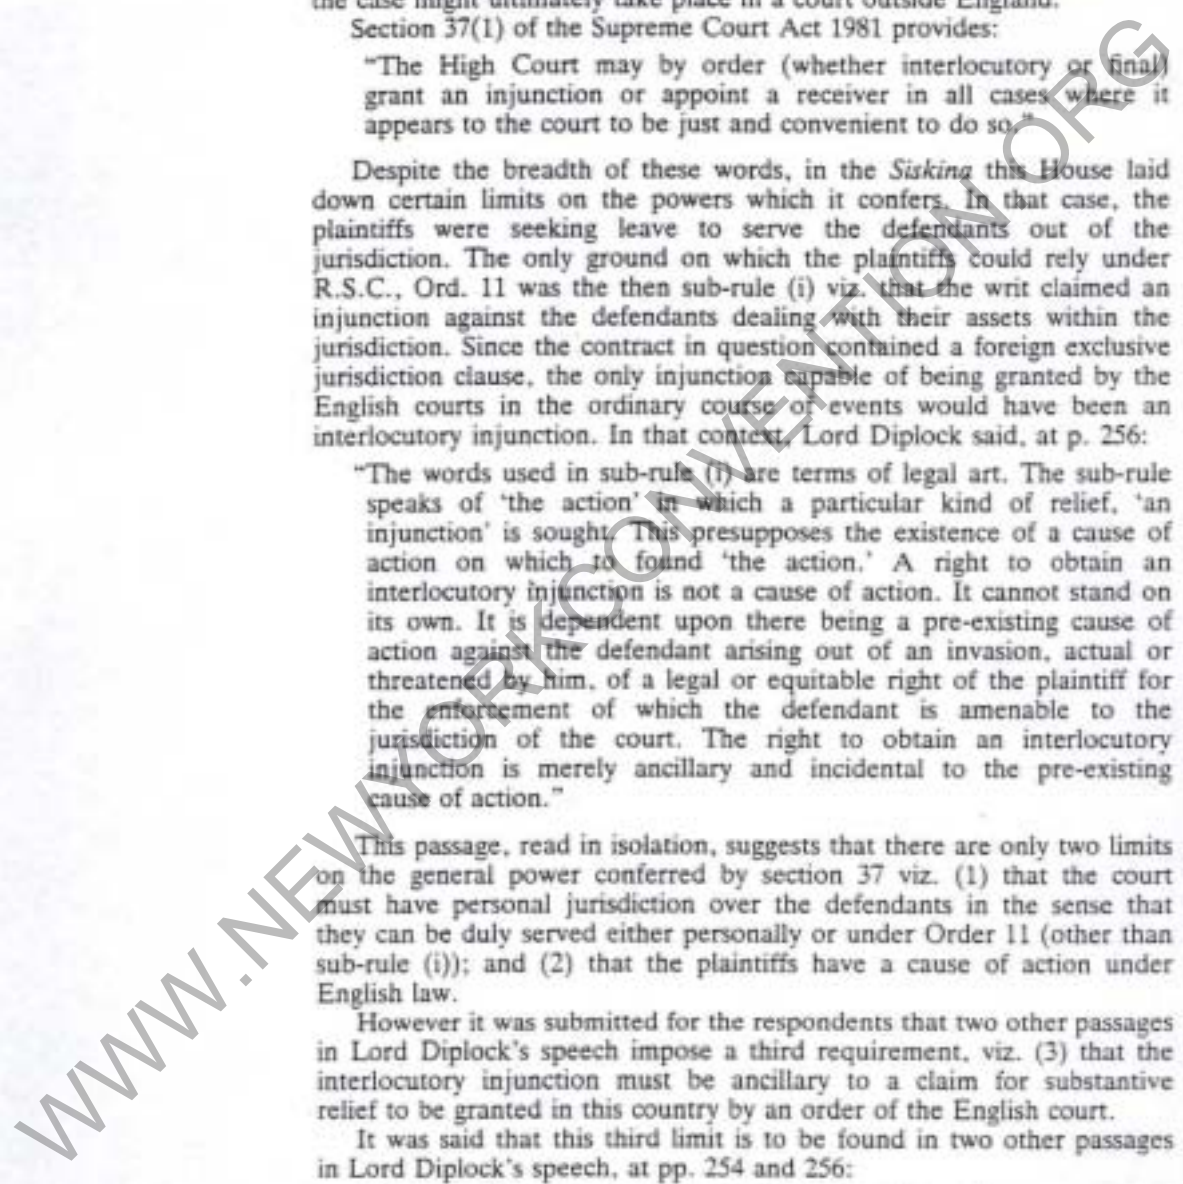 the case might ultimately take place in a court outside England.
Section 37(1) of the Supreme Court Act 1981 provides:
"The High Court may by order (whether interlocutory or final)
grant an injunction or appoint a receiver in all cases where it
appears to the court to be just and convenient to do so."
Despite the breadth of these words, in the Siskina this House laid
down certain limits on the powers which it confers. In that case, the
plaintiffs were seeking leave to serve the defendants out of the
jurisdiction. The only ground on which the plaintiffs could rely under
R.S.C., Ord. 11 was the then sub-rule (i) viz. that the writ claimed an
injunction against the defendants dealing with their assets within the
jurisdiction. Since the contract in question contained a foreign exclusive
jurisdiction clause, the only injunction capable of being granted by the
English courts in the ordinary course of events would have been an
interlocutory injunction. In that context, Lord Diplock said, at p. 256:
"The words used in sub-rule (i) are terms of legal art. The sub-rule
speaks of 'the action' in which a particular kind of relief, 'an
injunction' is sought. This presupposes the existence of a cause of
action on which to found 'the action.' A right to obtain an
interlocutory injunction is not a cause of action. It cannot stand on
its own. It is dependent upon there being a pre-existing cause of
action against the defendant arising out of an invasion, actual or
threatened by him, of a legal or equitable right of the plaintiff for
the enforcement of which the defendant is amenable to the
jurisdiction of the court. The right to obtain an interlocutory
injunction is merely ancillary and incidental to the pre-existing
cause of action."
This passage, read in isolation, suggests that there are only two limits
on the general power conferred by section 37 viz. (1) that the court
must have personal jurisdiction over the defendants in the sense that
they can be duly served either personally or under Order 11 (other than
sub-rule (i)); and (2) that the plaintiffs have a cause of action under
English law.
However it was submitted for the respondents that two other passages
in Lord Diplock's speech impose a third requirement, viz. (3) that the
interlocutory injunction must be ancillary to a claim for substantive
relief to be granted in this country by an order of the English court.
It was said that this third limit is to be found in two other passages
in Lord Diplock's speech, at pp. 254 and 256:
WWW.NEWYORKCONVENTION.ORG